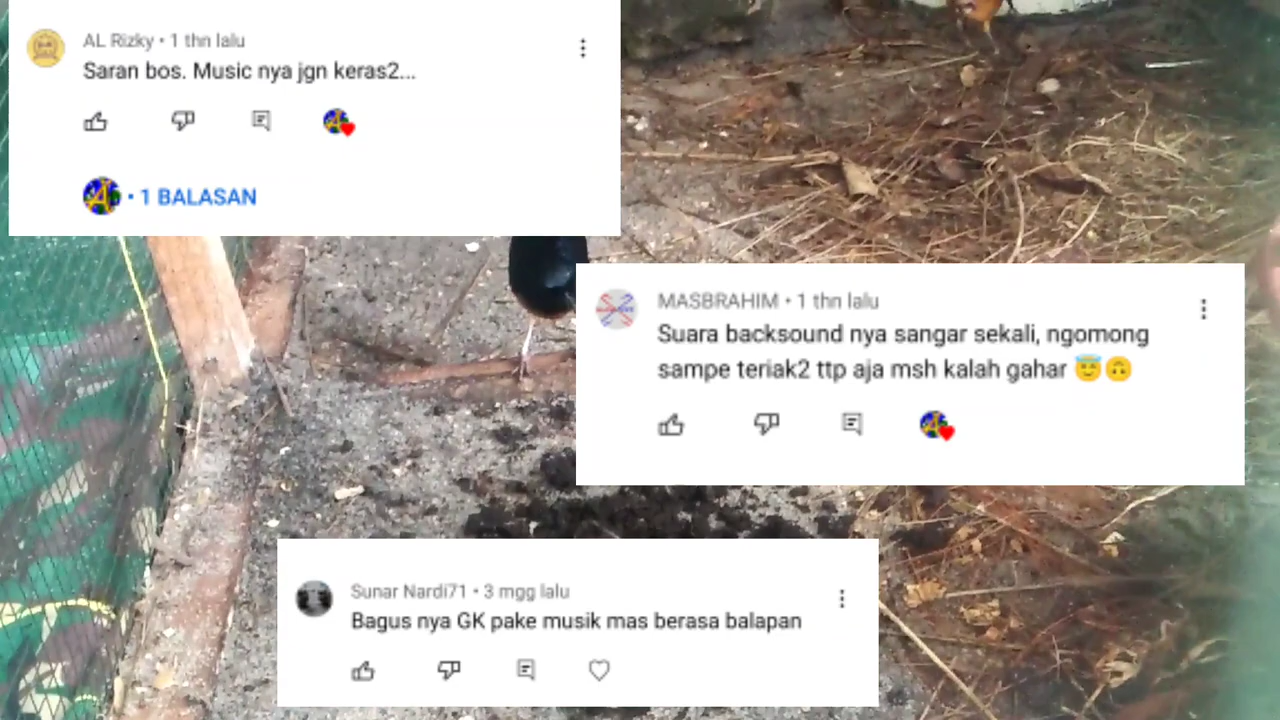 AL Rizky • 1 thn lalu
Saran bos. Music nya jgn keras2...
• 1 BALASAN
MASBRAHIM • 1 thn lalu
Suara backsound nya sangar sekali, ngomong
sampe teriak2 ttp aja msh kalah gahar 😇🙃
Sunar Nardi71 • 3 mgg lalu
Bagus nya GK pake musik mas berasa balapan